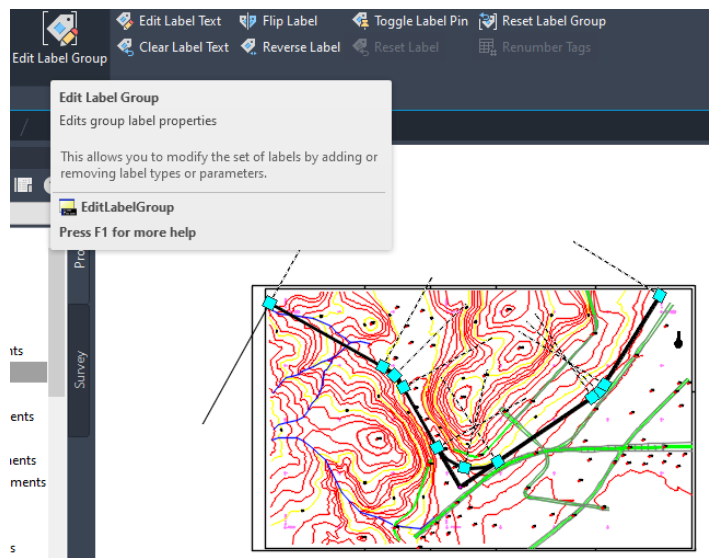 Edit Label Group
Edit Label Text
Flip Label
Toggle Label Pin
Reset Label Group
Clear Label Text
Reverse Label
Reset Label
Renumber Tags
Edit Label Group
Edits group label properties
This allows you to modify the set of labels by adding or
removing label types or parameters.
EditLabelGroup
Press F1 for more help
Pro
Survey
nts
ents
ents
ments
s